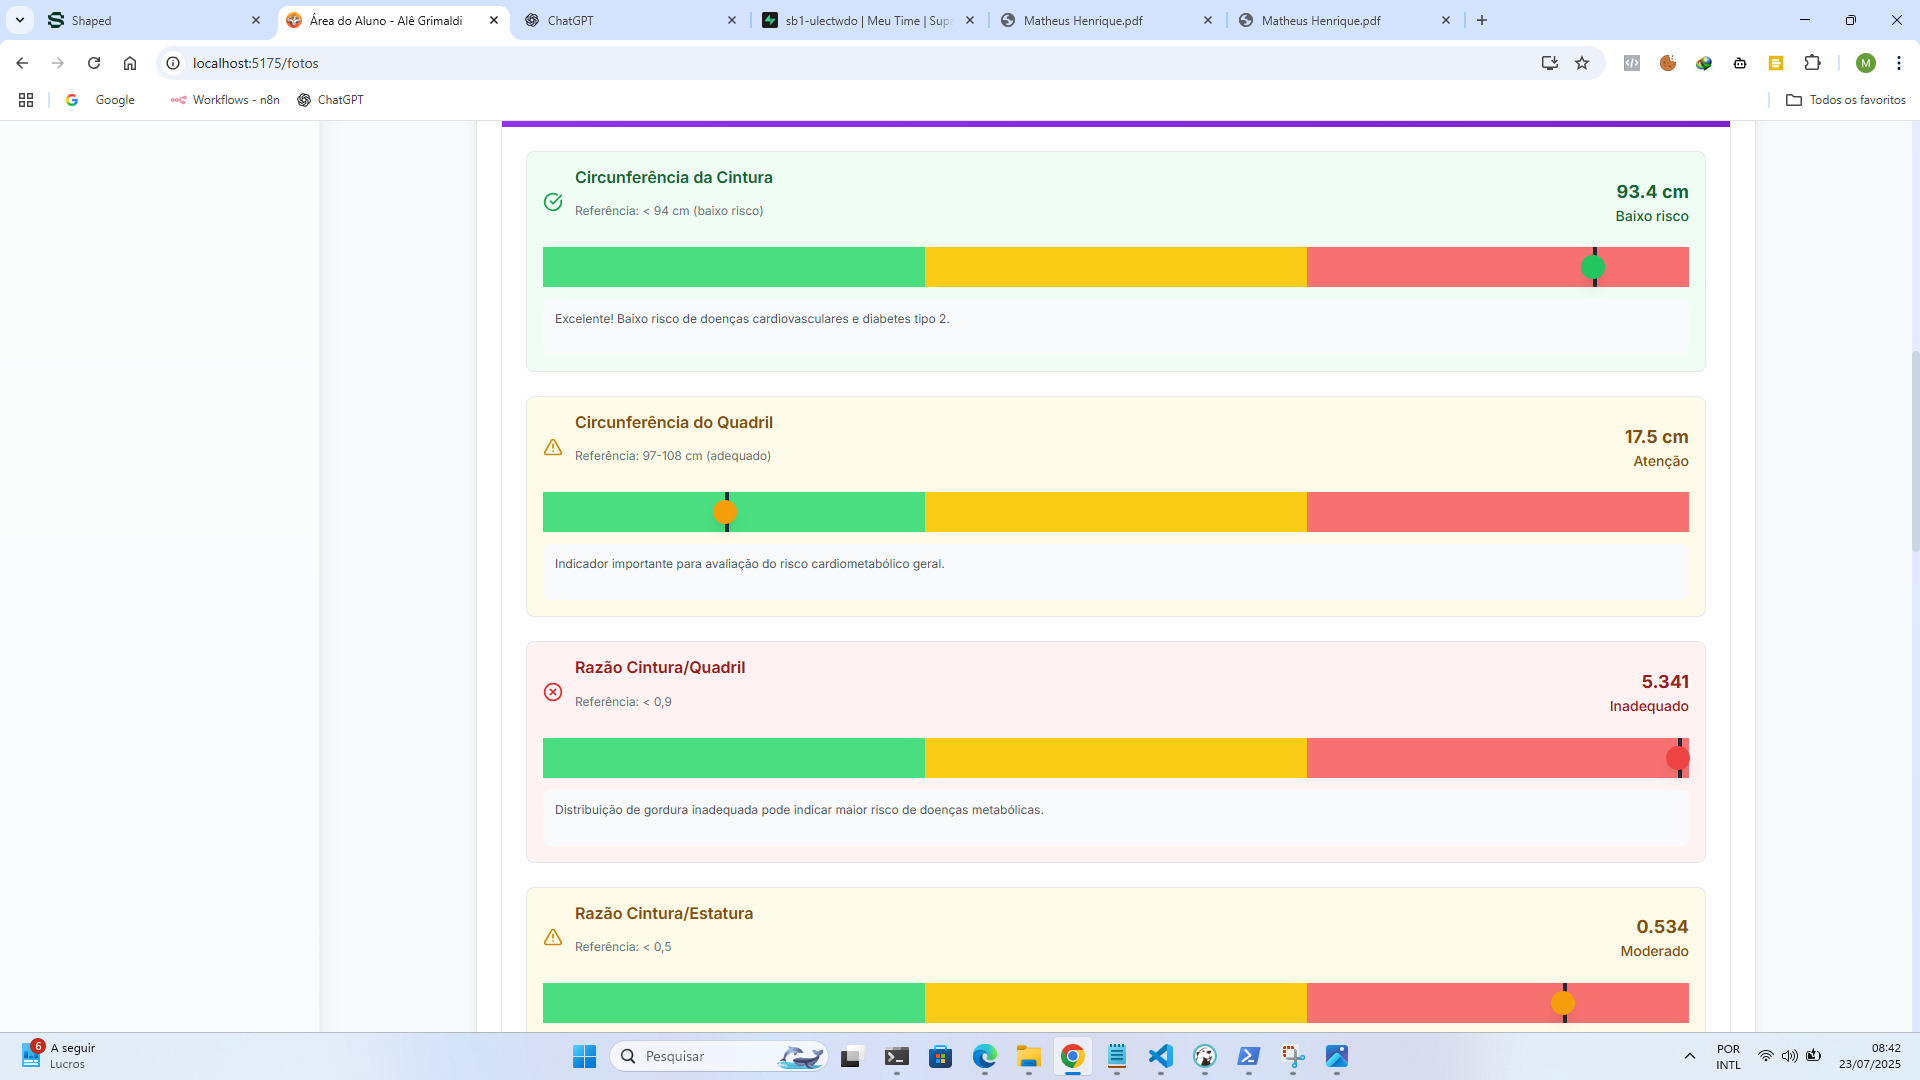 Shaped
Área do Aluno - Alê Grimaldi
ChatGPT
sb1-ulectwdo | Meu Time | Supa
Matheus Henrique.pdf
Matheus Henrique.pdf
localhost:5175/fotos
M
Google
Workflows - n8n
ChatGPT
Todos os favoritos
Circunferência da Cintura
Referência: < 94 cm (baixo risco)
93.4 cm
Baixo risco
Excelente! Baixo risco de doenças cardiovasculares e diabetes tipo 2.
Circunferência do Quadril
Referência: 97-108 cm (adequado)
17.5 cm
Atenção
Indicador importante para avaliação do risco cardiometabólico geral.
Razão Cintura/Quadril
Referência: < 0,9
5.341
Inadequado
Distribuição de gordura inadequada pode indicar maior risco de doenças metabólicas.
Razão Cintura/Estatura
Referência: < 0,5
0.534
Moderado
6
A seguir
Lucros
Pesquisar
POR
INTL
08:42
23/07/2025